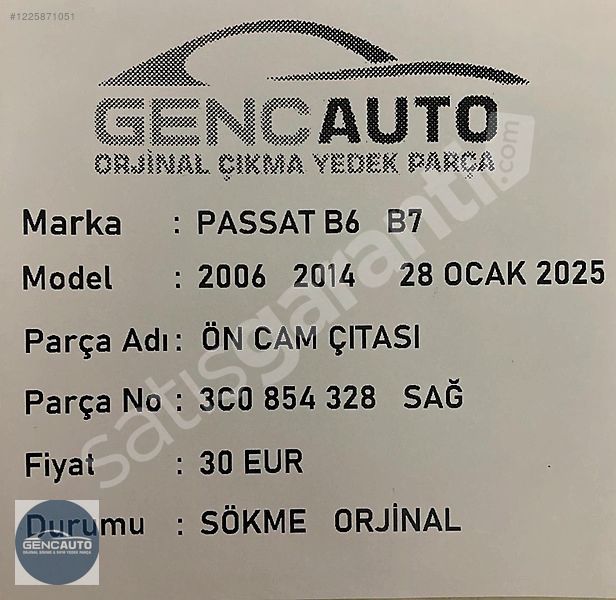 #1225871051
GENCAUTO
ORJİNAL ÇIKMA YEDEK PARÇA
Marka : PASSAT B6 B7
Model : 2006 2014 28 OCAK 2025
Parça Adı : ÖN CAM ÇITASI
Parça No : 3C0 854 328 SAĞ
Fiyat : 30 EUR
Durumu : SÖKME ORJİNAL
satısgaranti.com
GENCAUTO